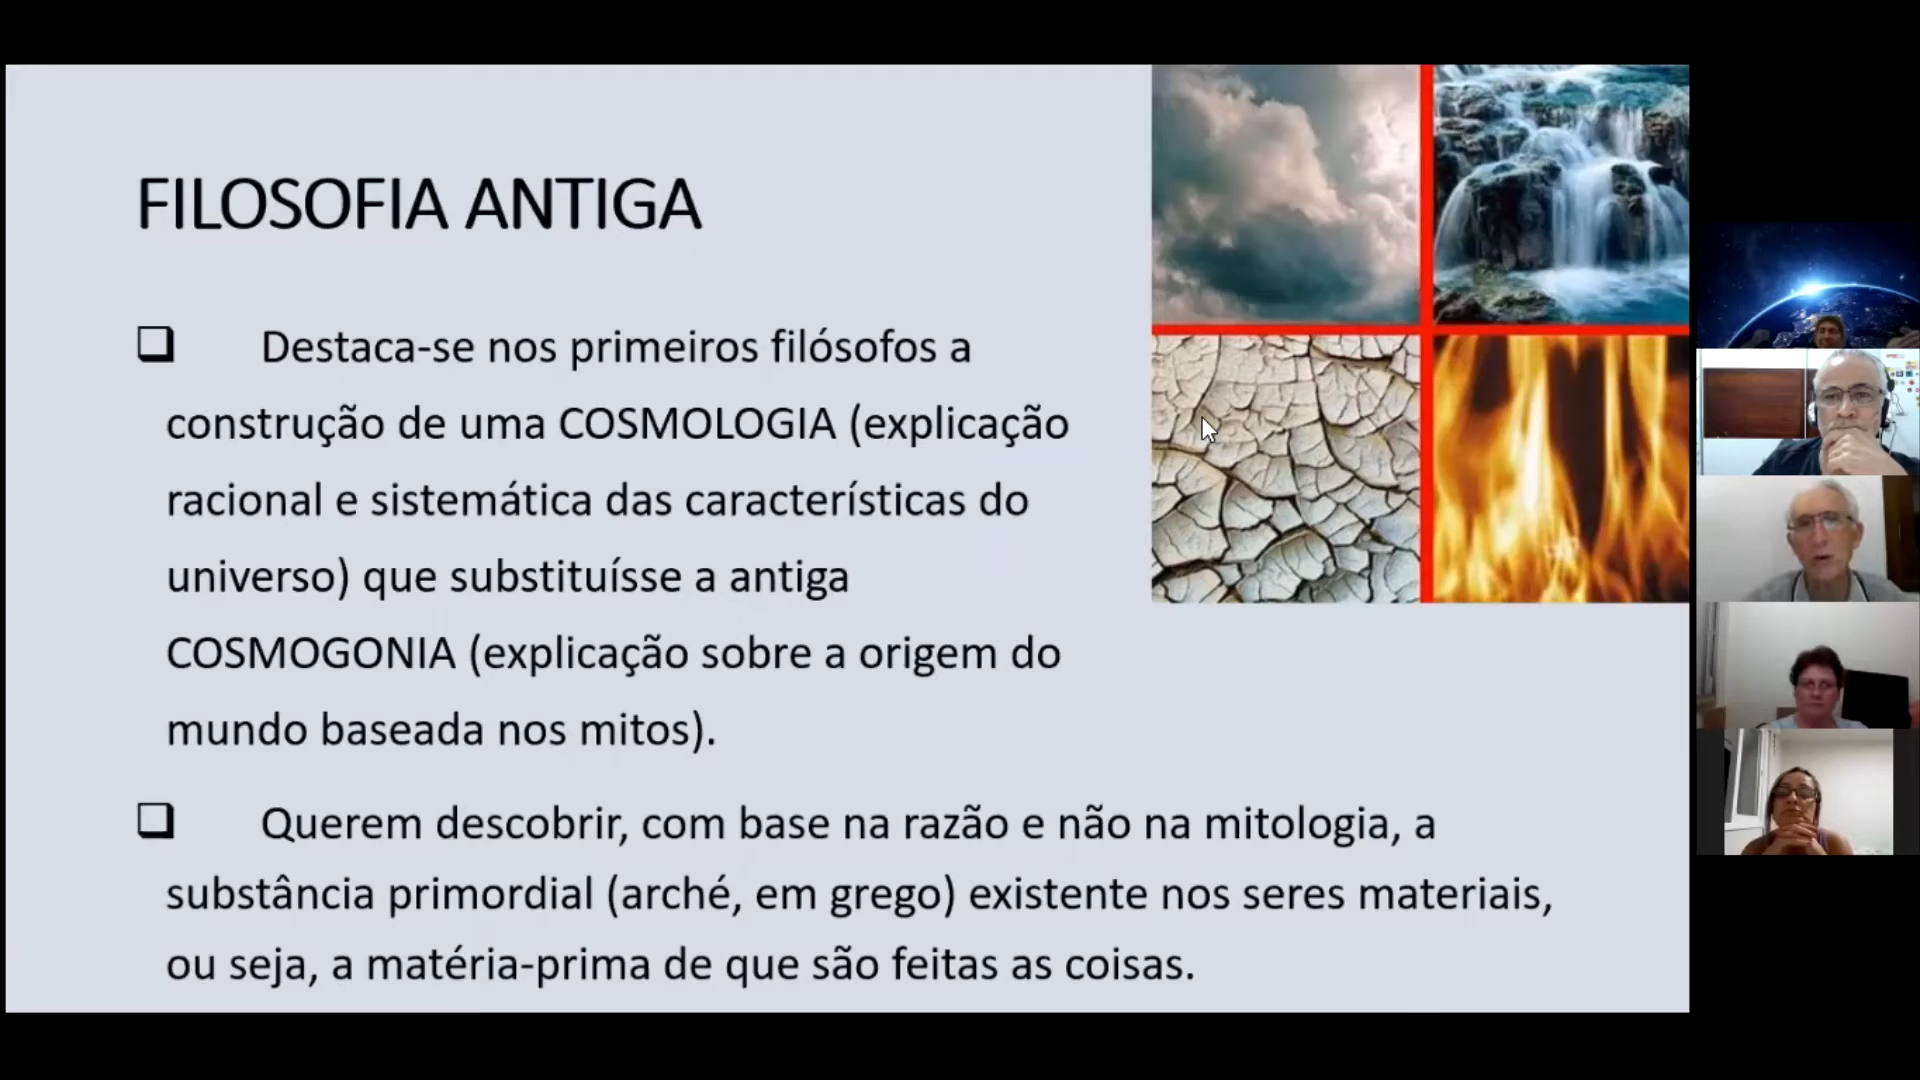 FILOSOFIA ANTIGA
❑ Destaca-se nos primeiros filósofos a
construção de uma COSMOLOGIA (explicação
racional e sistemática das características do
universo) que substituísse a antiga
COSMOGONIA (explicação sobre a origem do
mundo baseada nos mitos).
❑ Querem descobrir, com base na razão e não na mitologia, a
substância primordial (arché, em grego) existente nos seres materiais,
ou seja, a matéria-prima de que são feitas as coisas.